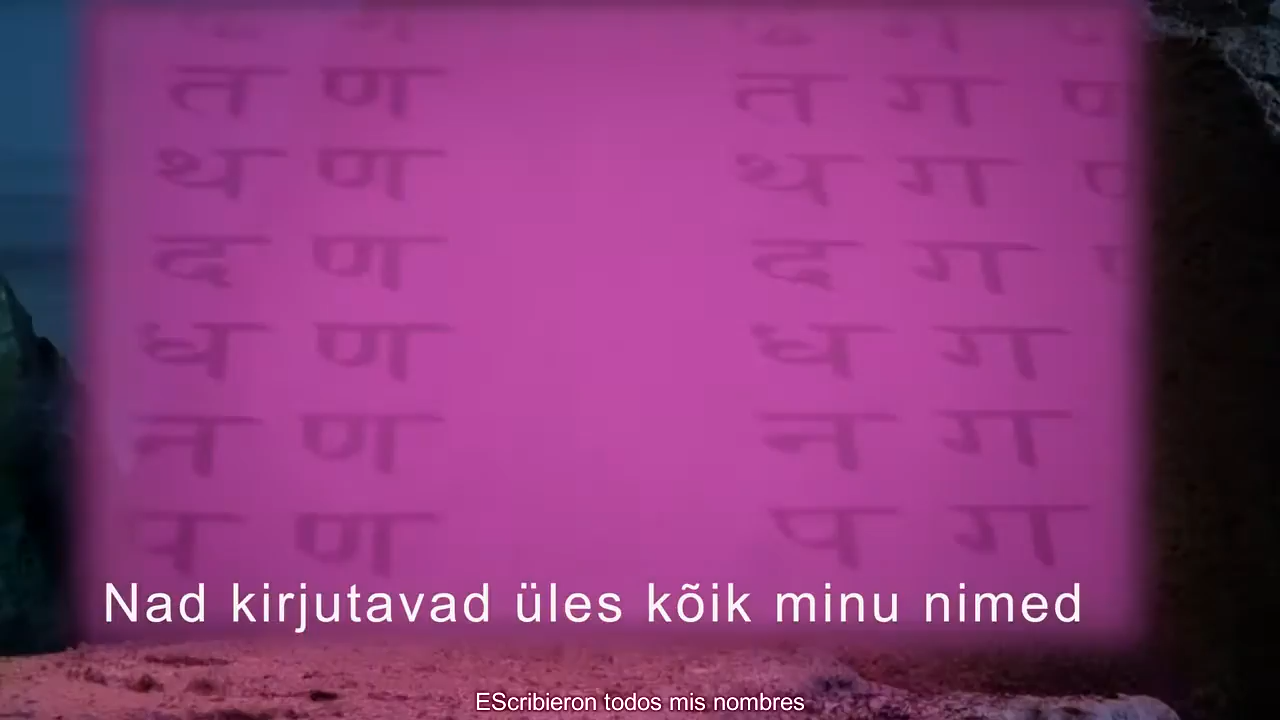 त ण त ग
थ ण थ ग
द ण द ग
ध ण ध ग
न ण न ग
प ण प ग
Nad kirjutavad üles kõik minu nimed
EScribieron todos mis nombres